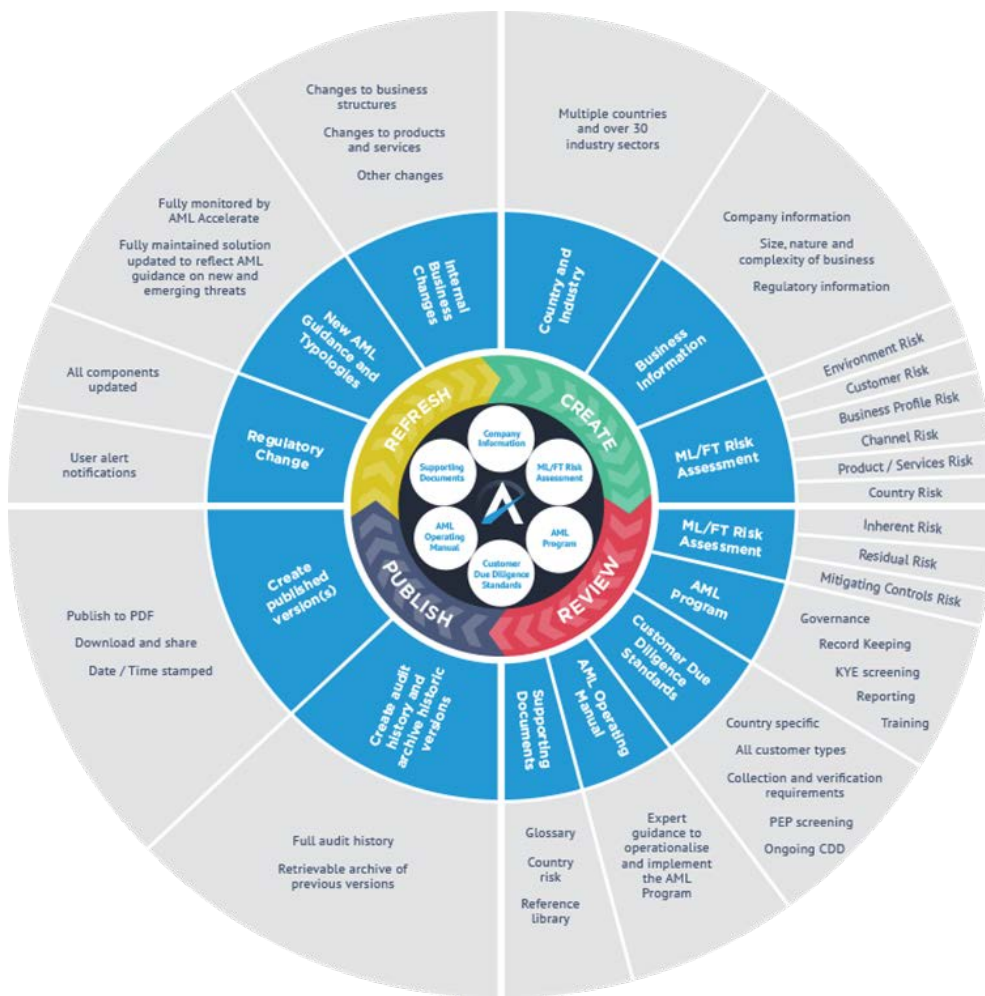 Changes to business
structures
Changes to products
and services
Other changes
Multiple countries
and over 30
industry sectors
Fully monitored by
AML Accelerate
Fully maintained solution
updated to reflect AML
guidance on new and
emerging threats
Company information
Size, nature and
complexity of business
Regulatory information
All components
updated
User alert
notifications
Environment Risk
Customer Risk
Business Profile Risk
Channel Risk
Product / Services Risk
Country Risk
Inherent Risk
Residual Risk
Mitigating Controls Risk
Internal
Business
Changes
Country and
Industry
New AML
Guidance and
Typologies
Business
Information
Regulatory
Change
ML/FT Risk
Assessment
REFRESH
CREATE
Company
Information
Supporting
Documents
ML/FT Risk
Assessment
AML
Operating
Manual
AML
Program
Customer
Due Diligence
Standards
PUBLISH
REVIEW
ML/FT Risk
Assessment
AML
Program
Customer Due
Diligence
Standards
AML Operating
Manual
Supporting
Documents
Create audit
history and
archive historic
versions
Create
published
version(s)
Publish to PDF
Download and share
Date / Time stamped
Governance
Record Keeping
KYE screening
Reporting
Training
Country specific
All customer types
Collection and verification
requirements
PEP screening
Ongoing CDD
Full audit history
Retrievable archive of
previous versions
Glossary
Country
risk
Reference
library
Expert
guidance to
operationalise
and implement
the AML
Program